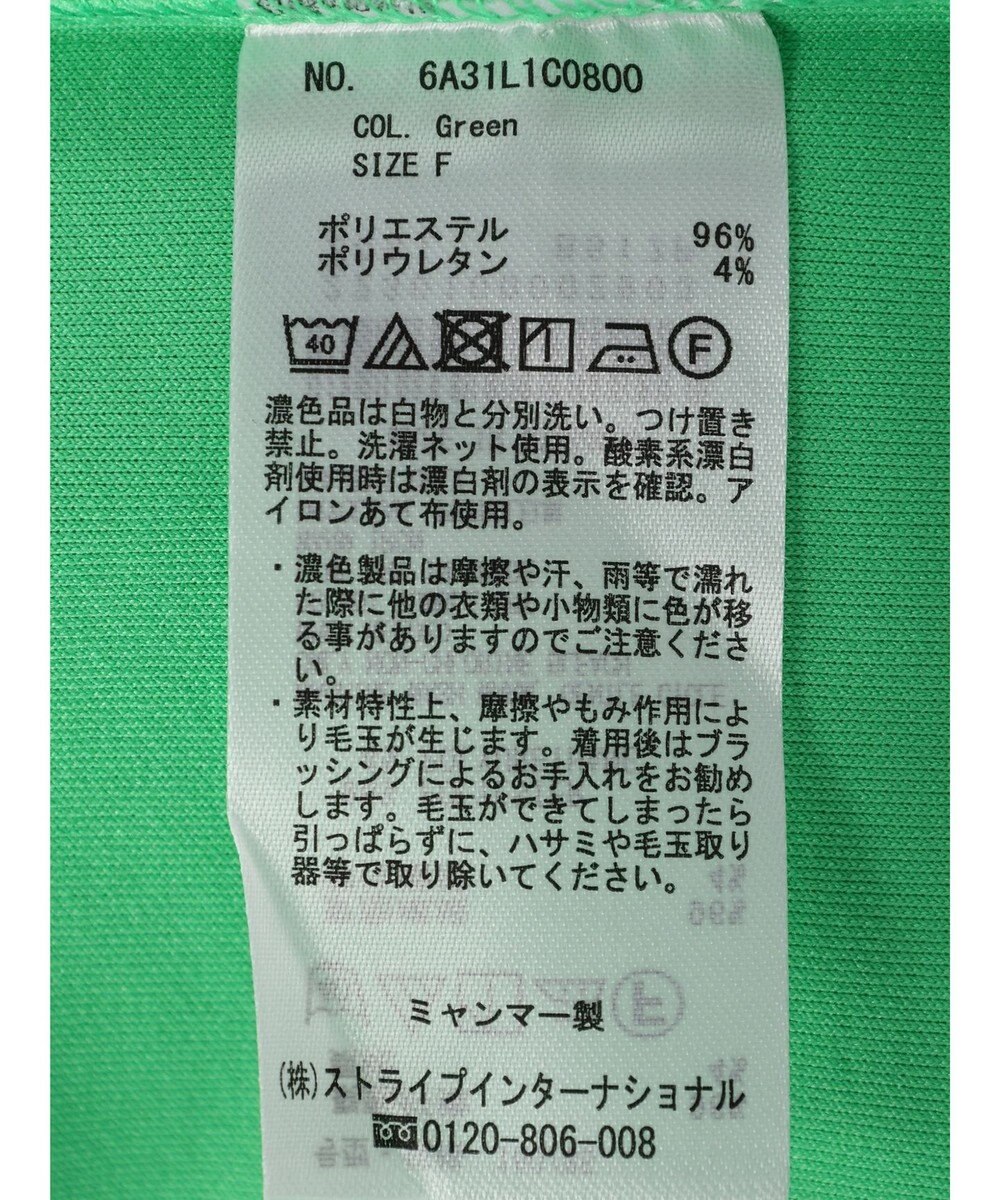 NO. 6A31L1C0800
COL. Green
SIZE F
ポリエステル 96%
ポリウレタン 4%
40 F
濃色品は白物と分別洗い。つけ置き
禁止。洗濯ネット使用。酸素系漂白
剤使用時は漂白剤の表示を確認。ア
イロンあて布使用。
・濃色製品は摩擦や汗、雨等で濡れ
た際に他の衣類や小物類に色が移
る事がありますのでご注意くださ
い。
・素材特性上、摩擦やもみ作用によ
り毛玉が生じます。着用後はブラ
ッシングによるお手入れをお勧め
します。毛玉ができてしまったら
引っぱらずに、ハサミや毛玉取り
器等で取り除いてください。
ミャンマー製
(株)ストライプインターナショナル
0120-806-008